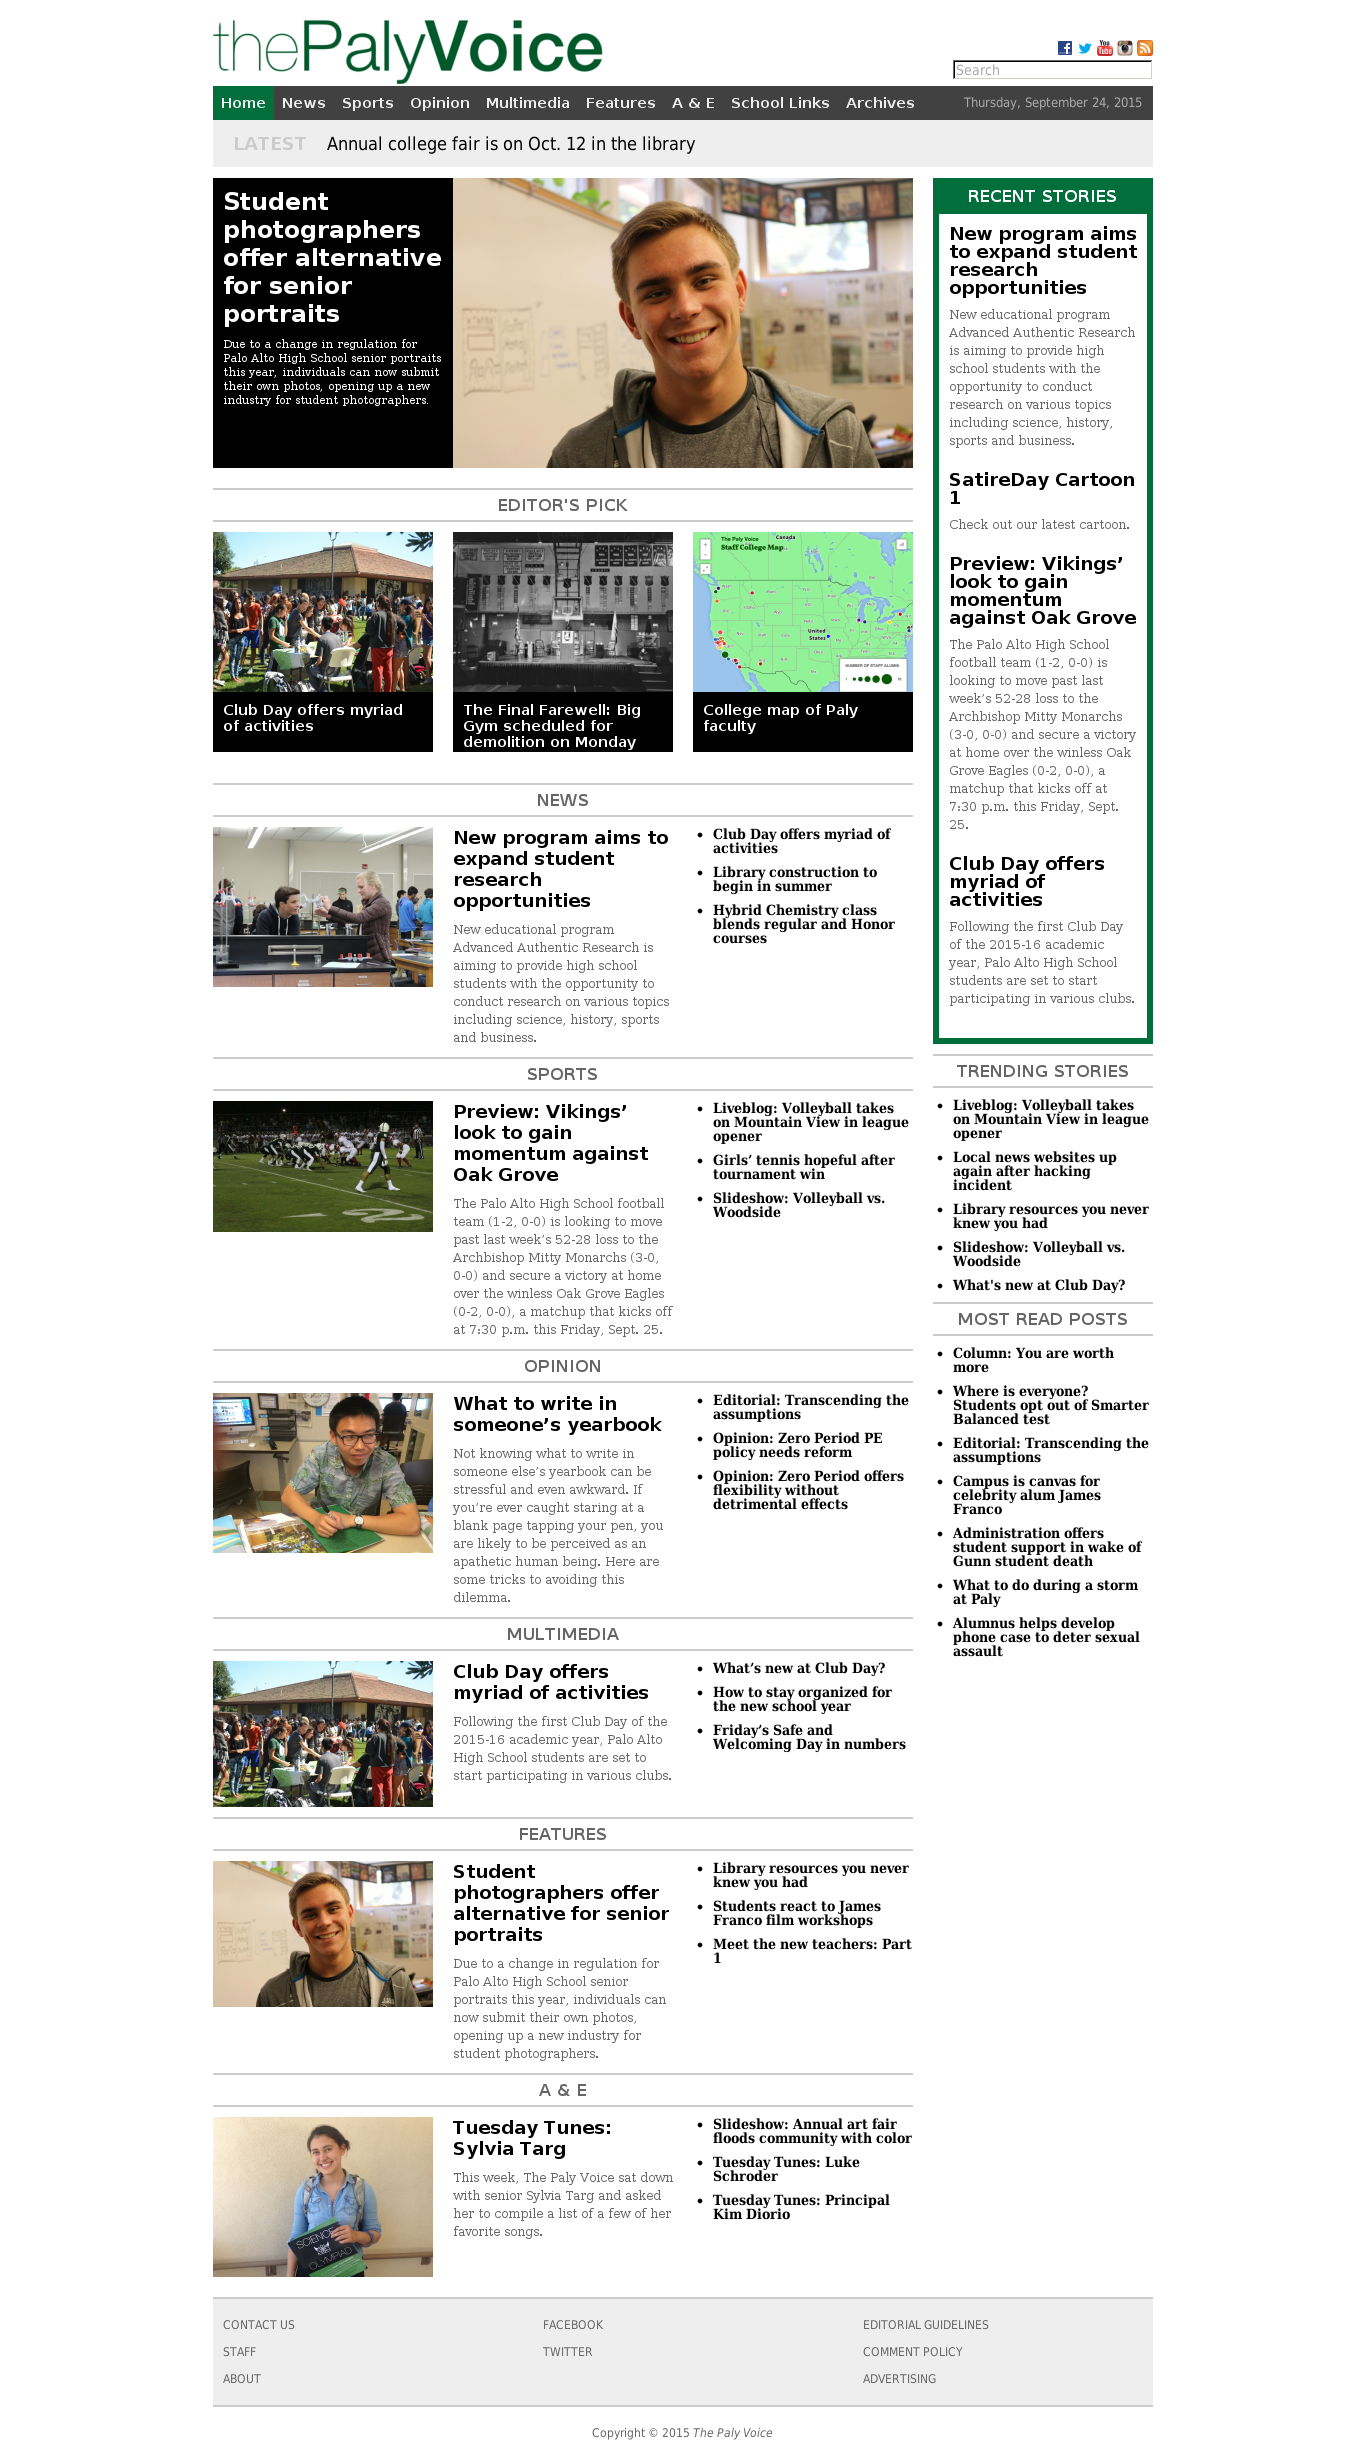 thePalyVoice
Search
Home News Sports Opinion Multimedia Features A & E School Links Archives Thursday, September 24, 2015
LATEST Annual college fair is on Oct. 12 in the library
Student
photographers
offer alternative
for senior
portraits
Due to a change in regulation for
Palo Alto High School senior portraits
this year, individuals can now submit
their own photos, opening up a new
industry for student photographers.
EDITOR'S PICK
The Paly Voice
Staff College Map
Canada
United
States
NUMBER OF STAFF ALUMNI
Club Day offers myriad
of activities
The Final Farewell: Big
Gym scheduled for
demolition on Monday
College map of Paly
faculty
NEWS
New program aims to
expand student
research
opportunities
New educational program
Advanced Authentic Research is
aiming to provide high school
students with the opportunity to
conduct research on various topics
including science, history, sports
and business.
• Club Day offers myriad of
activities
• Library construction to
begin in summer
• Hybrid Chemistry class
blends regular and Honor
courses
SPORTS
Preview: Vikings’
look to gain
momentum against
Oak Grove
The Palo Alto High School football
team (1-2, 0-0) is looking to move
past last week’s 52-28 loss to the
Archbishop Mitty Monarchs (3-0,
0-0) and secure a victory at home
over the winless Oak Grove Eagles
(0-2, 0-0), a matchup that kicks off
at 7:30 p.m. this Friday, Sept. 25.
• Liveblog: Volleyball takes
on Mountain View in league
opener
• Girls’ tennis hopeful after
tournament win
• Slideshow: Volleyball vs.
Woodside
OPINION
What to write in
someone’s yearbook
Not knowing what to write in
someone else’s yearbook can be
stressful and even awkward. If
you’re ever caught staring at a
blank page tapping your pen, you
are likely to be perceived as an
apathetic human being. Here are
some tricks to avoiding this
dilemma.
• Editorial: Transcending the
assumptions
• Opinion: Zero Period PE
policy needs reform
• Opinion: Zero Period offers
flexibility without
detrimental effects
MULTIMEDIA
Club Day offers
myriad of activities
Following the first Club Day of the
2015-16 academic year, Palo Alto
High School students are set to
start participating in various clubs.
• What’s new at Club Day?
• How to stay organized for
the new school year
• Friday’s Safe and
Welcoming Day in numbers
FEATURES
Student
photographers offer
alternative for senior
portraits
Due to a change in regulation for
Palo Alto High School senior
portraits this year, individuals can
now submit their own photos,
opening up a new industry for
student photographers.
• Library resources you never
knew you had
• Students react to James
Franco film workshops
• Meet the new teachers: Part
1
A & E
SCIENCE
OLYMPIAD
Tuesday Tunes:
Sylvia Targ
This week, The Paly Voice sat down
with senior Sylvia Targ and asked
her to compile a list of a few of her
favorite songs.
• Slideshow: Annual art fair
floods community with color
• Tuesday Tunes: Luke
Schroder
• Tuesday Tunes: Principal
Kim Diorio
RECENT STORIES
New program aims
to expand student
research
opportunities
New educational program
Advanced Authentic Research
is aiming to provide high
school students with the
opportunity to conduct
research on various topics
including science, history,
sports and business.
SatireDay Cartoon
1
Check out our latest cartoon.
Preview: Vikings’
look to gain
momentum
against Oak Grove
The Palo Alto High School
football team (1-2, 0-0) is
looking to move past last
week’s 52-28 loss to the
Archbishop Mitty Monarchs
(3-0, 0-0) and secure a victory
at home over the winless Oak
Grove Eagles (0-2, 0-0), a
matchup that kicks off at
7:30 p.m. this Friday, Sept.
25.
Club Day offers
myriad of
activities
Following the first Club Day
of the 2015-16 academic
year, Palo Alto High School
students are set to start
participating in various clubs.
TRENDING STORIES
• Liveblog: Volleyball takes
on Mountain View in league
opener
• Local news websites up
again after hacking
incident
• Library resources you never
knew you had
• Slideshow: Volleyball vs.
Woodside
• What's new at Club Day?
MOST READ POSTS
• Column: You are worth
more
• Where is everyone?
Students opt out of Smarter
Balanced test
• Editorial: Transcending the
assumptions
• Campus is canvas for
celebrity alum James
Franco
• Administration offers
student support in wake of
Gunn student death
• What to do during a storm
at Paly
• Alumnus helps develop
phone case to deter sexual
assault
CONTACT US
STAFF
ABOUT
FACEBOOK
TWITTER
EDITORIAL GUIDELINES
COMMENT POLICY
ADVERTISING
Copyright © 2015 The Paly Voice